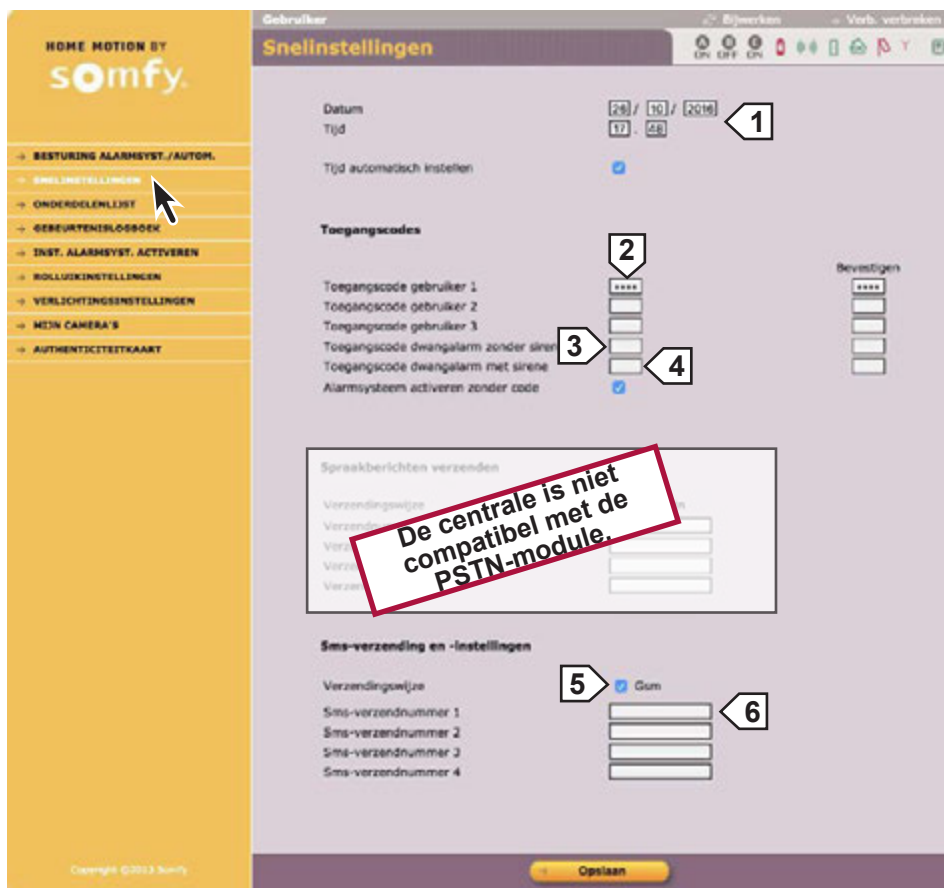 Gebruiker
Bijwerken
Verb. verbreken
HOME MOTION BY
somfy.
Snelinstellingen
A ON
B OFF
C ON
BESTURING ALARMSYST./AUTOM.
SNELINSTELLINGEN
ONDERDELENLIJST
GEBEURTENISLOGBOEK
INST. ALARMSYST. ACTIVEREN
ROLLUIKINSTELLINGEN
VERLICHTINGSINSTELLINGEN
MIJN CAMERA'S
AUTHENTICITEITKAART
Datum 26 / 10 / 2016
1
Tijd 17 . 48
Tijd automatisch instellen
Toegangscodes
2
Bevestigen
Toegangscode gebruiker 1 •••• ••••
Toegangscode gebruiker 2
Toegangscode gebruiker 3
Toegangscode dwangalarm zonder sirene
3
Toegangscode dwangalarm met sirene
4
Alarmsysteem activeren zonder code
Spraakberichten verzenden
Verzendingswijze
De centrale is niet
compatibel met de
PSTN-module.
Sms-verzending en -instellingen
Verzendingswijze
5
Gsm
Sms-verzendnummer 1
6
Sms-verzendnummer 2
Sms-verzendnummer 3
Sms-verzendnummer 4
Copyright ©2013 Somfy
Opslaan